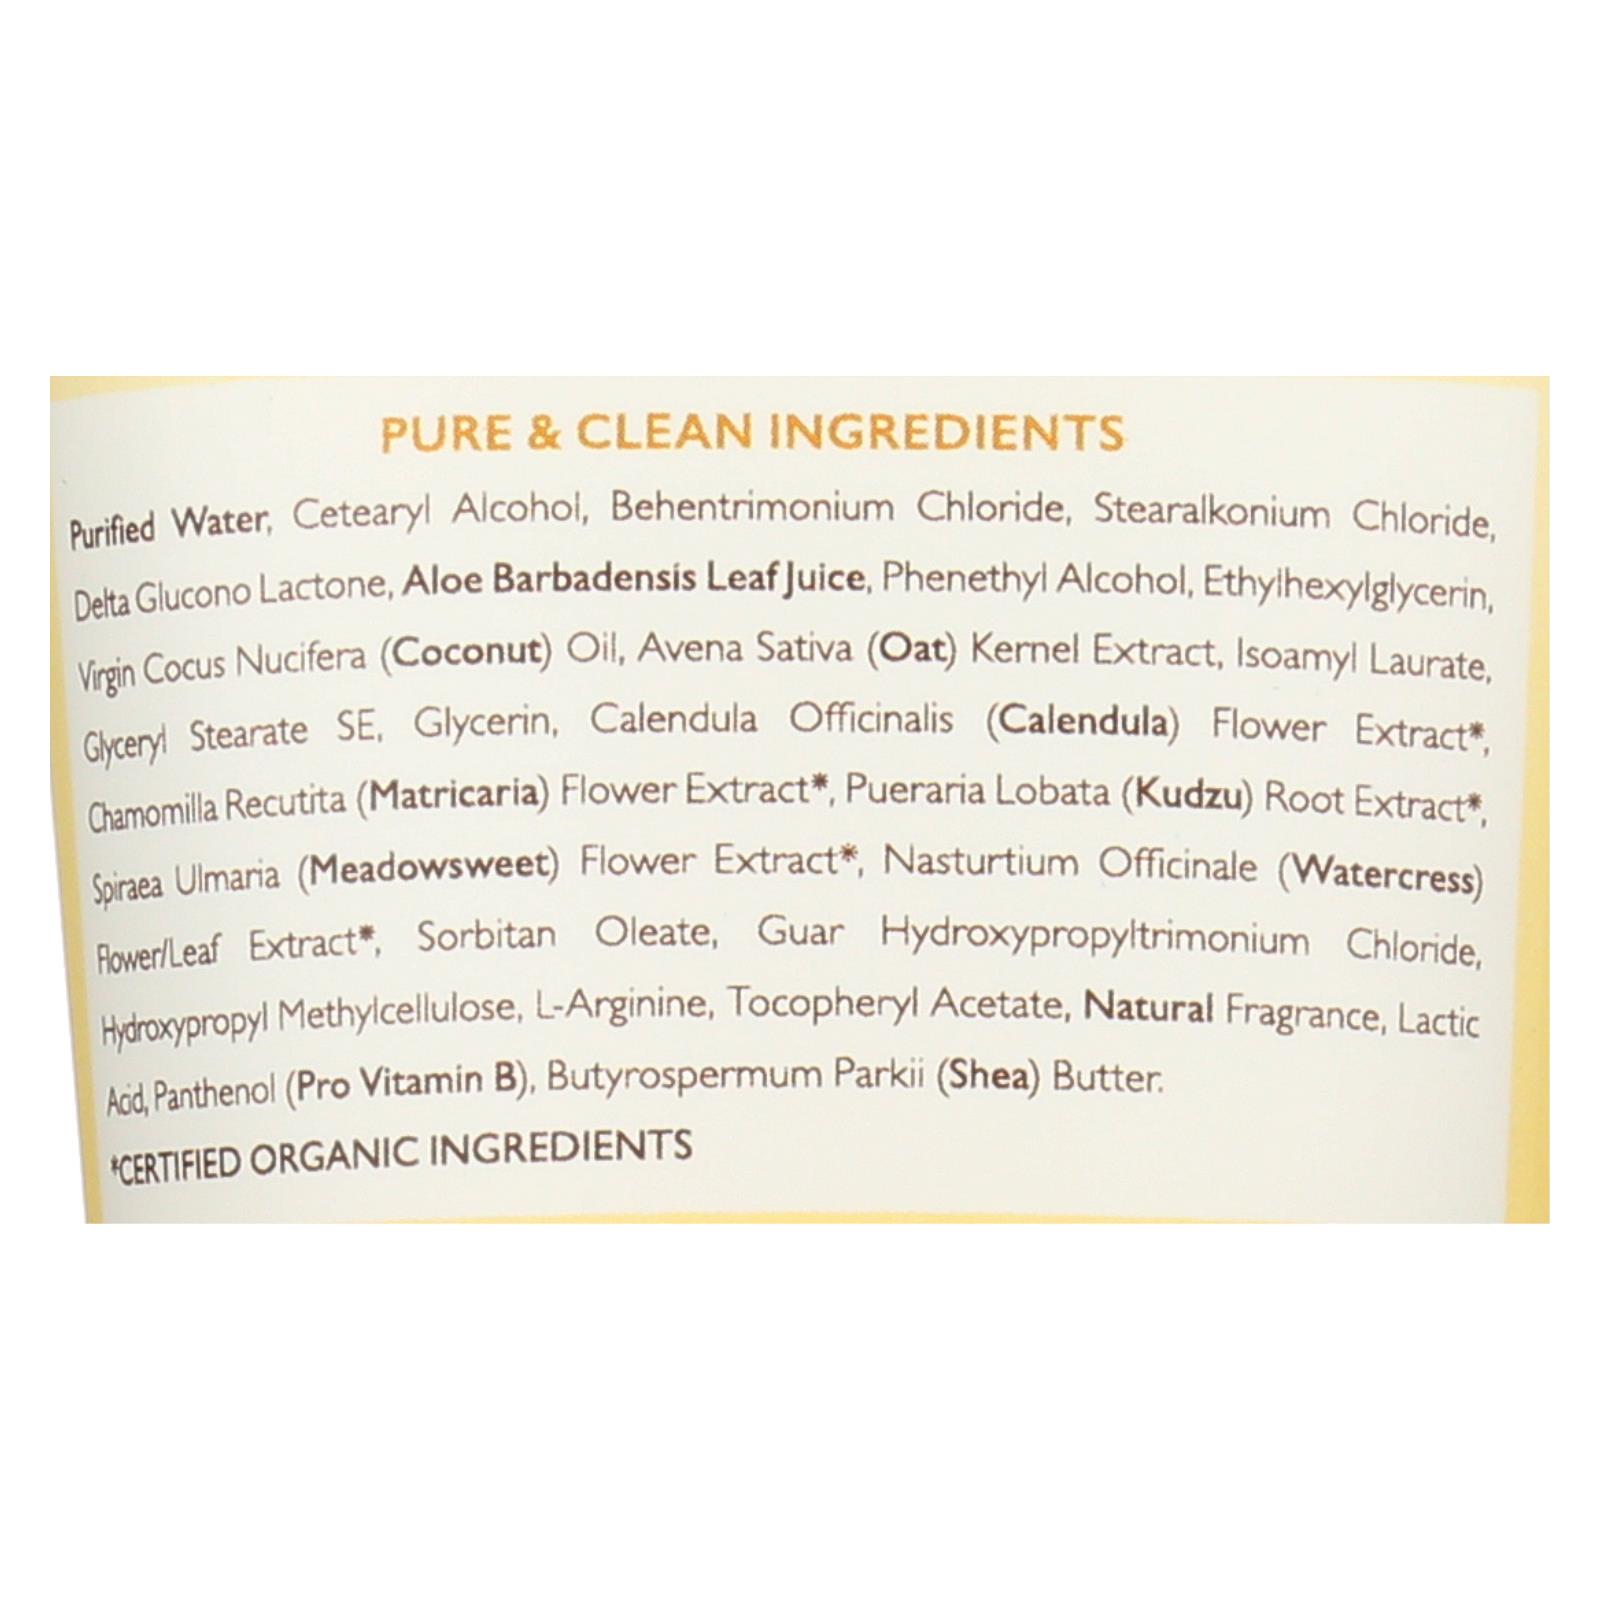 PURE & CLEAN INGREDIENTS
Purified Water, Cetearyl Alcohol, Behentrimonium Chloride, Stearalkonium Chloride,
Delta Glucono Lactone, Aloe Barbadensis Leaf Juice, Phenethyl Alcohol, Ethylhexylglycerin,
Virgin Cocus Nucifera (Coconut) Oil, Avena Sativa (Oat) Kernel Extract, Isoamyl Laurate,
Glyceryl Stearate SE, Glycerin, Calendula Officinalis (Calendula) Flower Extract*,
Chamomilla Recutita (Matricaria) Flower Extract*, Pueraria Lobata (Kudzu) Root Extract*,
Spiraea Ulmaria (Meadowsweet) Flower Extract*, Nasturtium Officinale (Watercress)
Flower/Leaf Extract*, Sorbitan Oleate, Guar Hydroxypropyltrimonium Chloride,
Hydroxypropyl Methylcellulose, L-Arginine, Tocopheryl Acetate, Natural Fragrance, Lactic
Acid, Panthenol (Pro Vitamin B), Butyrospermum Parkii (Shea) Butter.
*CERTIFIED ORGANIC INGREDIENTS